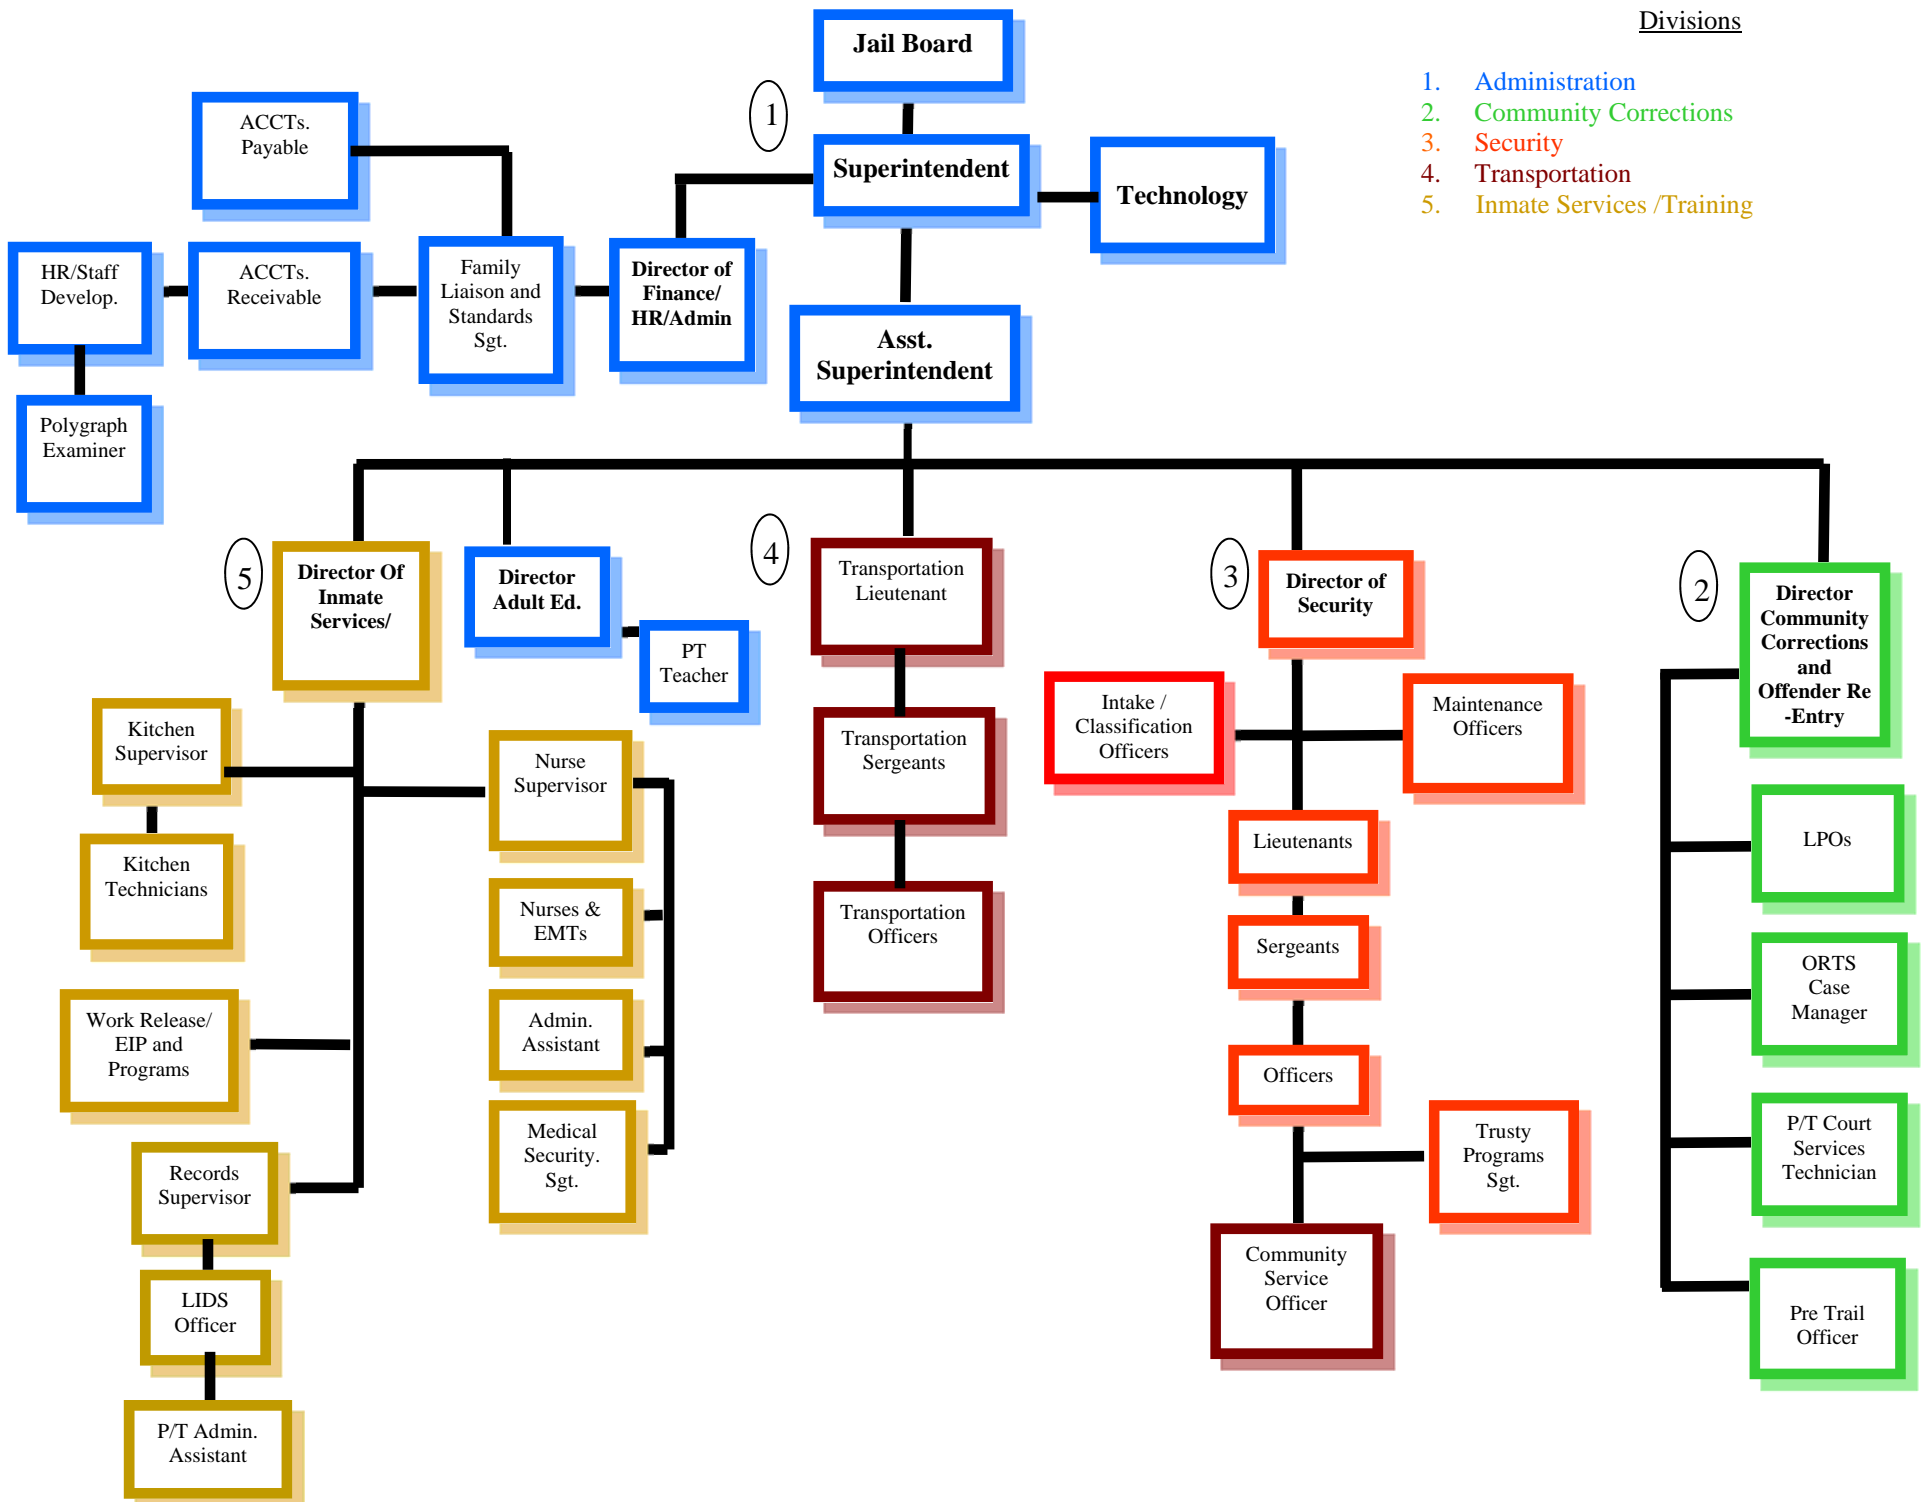 Divisions
1. Administration
2. Community Corrections
3. Security
4. Transportation
5. Inmate Services /Training
Jail Board
1
Superintendent
Technology
ACCTs.
Payable
HR/Staff
Develop.
ACCTs.
Receivable
Family
Liaison and
Standards
Sgt.
Director of
Finance/
HR/Admin
Asst.
Superintendent
Polygraph
Examiner
5
Director Of
Inmate
Services/
Director
Adult Ed.
PT
Teacher
4
Transportation
Lieutenant
3
Director of
Security
2
Director
Community
Corrections
and
Offender Re
-Entry
Kitchen
Supervisor
Kitchen
Technicians
Work Release/
EIP and
Programs
Records
Supervisor
LIDS
Officer
P/T Admin.
Assistant
Nurse
Supervisor
Nurses &
EMTs
Admin.
Assistant
Medical
Security.
Sgt.
Transportation
Sergeants
Transportation
Officers
Intake /
Classification
Officers
Maintenance
Officers
Lieutenants
Sergeants
Officers
Trusty
Programs
Sgt.
Community
Service
Officer
LPOs
ORTS
Case
Manager
P/T Court
Services
Technician
Pre Trail
Officer